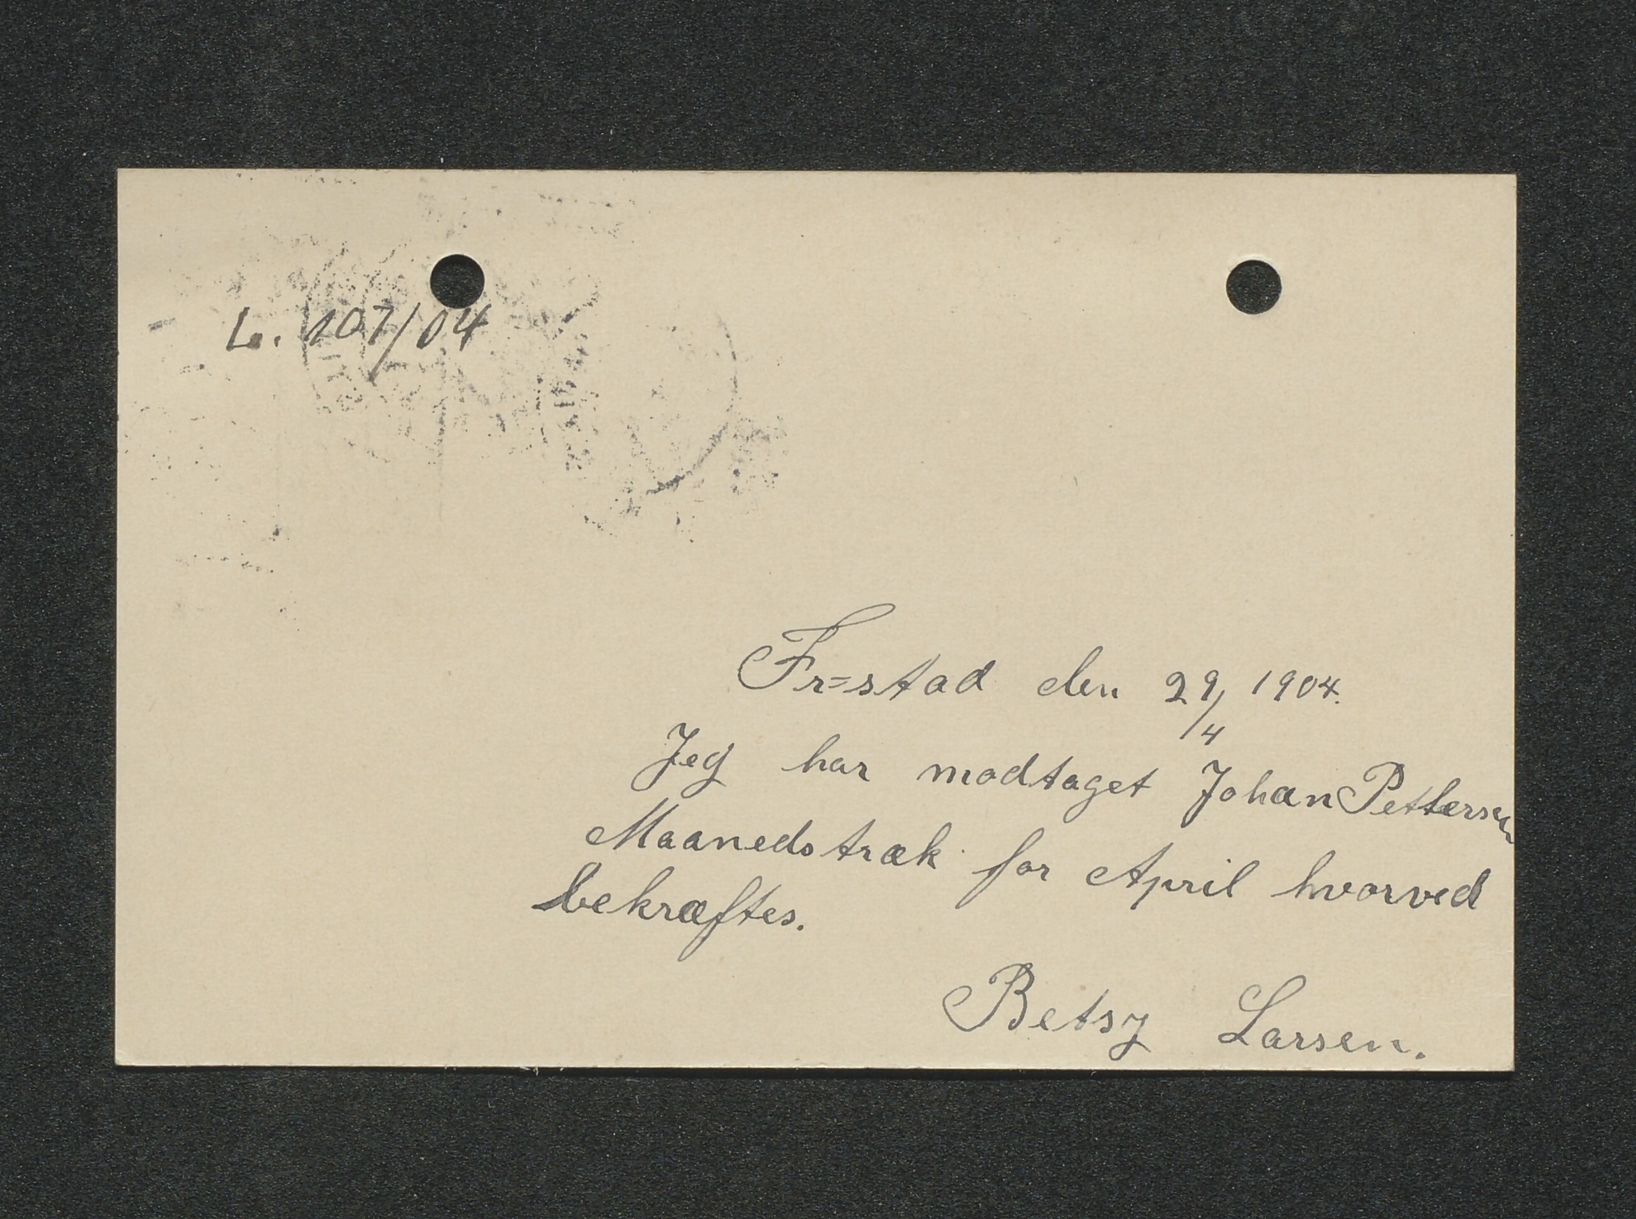 L. 107/04
Fr=stad den 29/4 1904.
Jeg har modtaget Johan Pettersen
Maanedstræk for April hvorved
bekræftes.
Betsy Larsen.